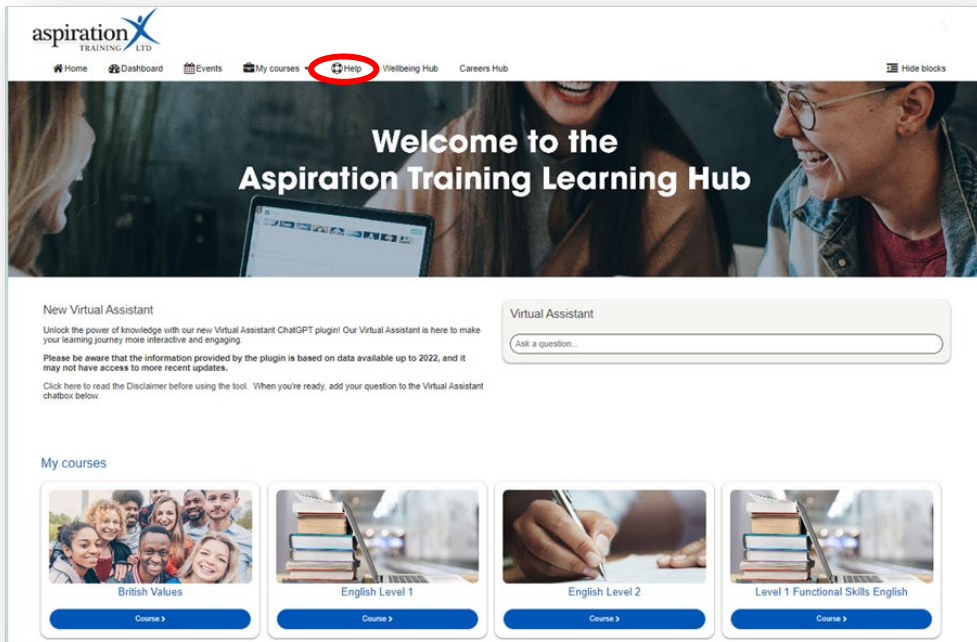 aspiration
TRAINING LTD
Home Dashboard Events My courses Help Wellbeing Hub Careers Hub Hide blocks
Welcome to the
Aspiration Training Learning Hub
New Virtual Assistant
Unlock the power of knowledge with our new Virtual Assistant ChatGPT plugin! Our Virtual Assistant is here to make
your learning journey more interactive and engaging.
Please be aware that the information provided by the plugin is based on data available up to 2022, and it
may not have access to more recent updates.
Click here to read the Disclaimer before using the tool. When you're ready, add your question to the Virtual Assistant
chatbox below.
Virtual Assistant
Ask a question...
My courses
British Values
English Level 1
English Level 2
Level 1 Functional Skills English
Course >
Course >
Course >
Course >